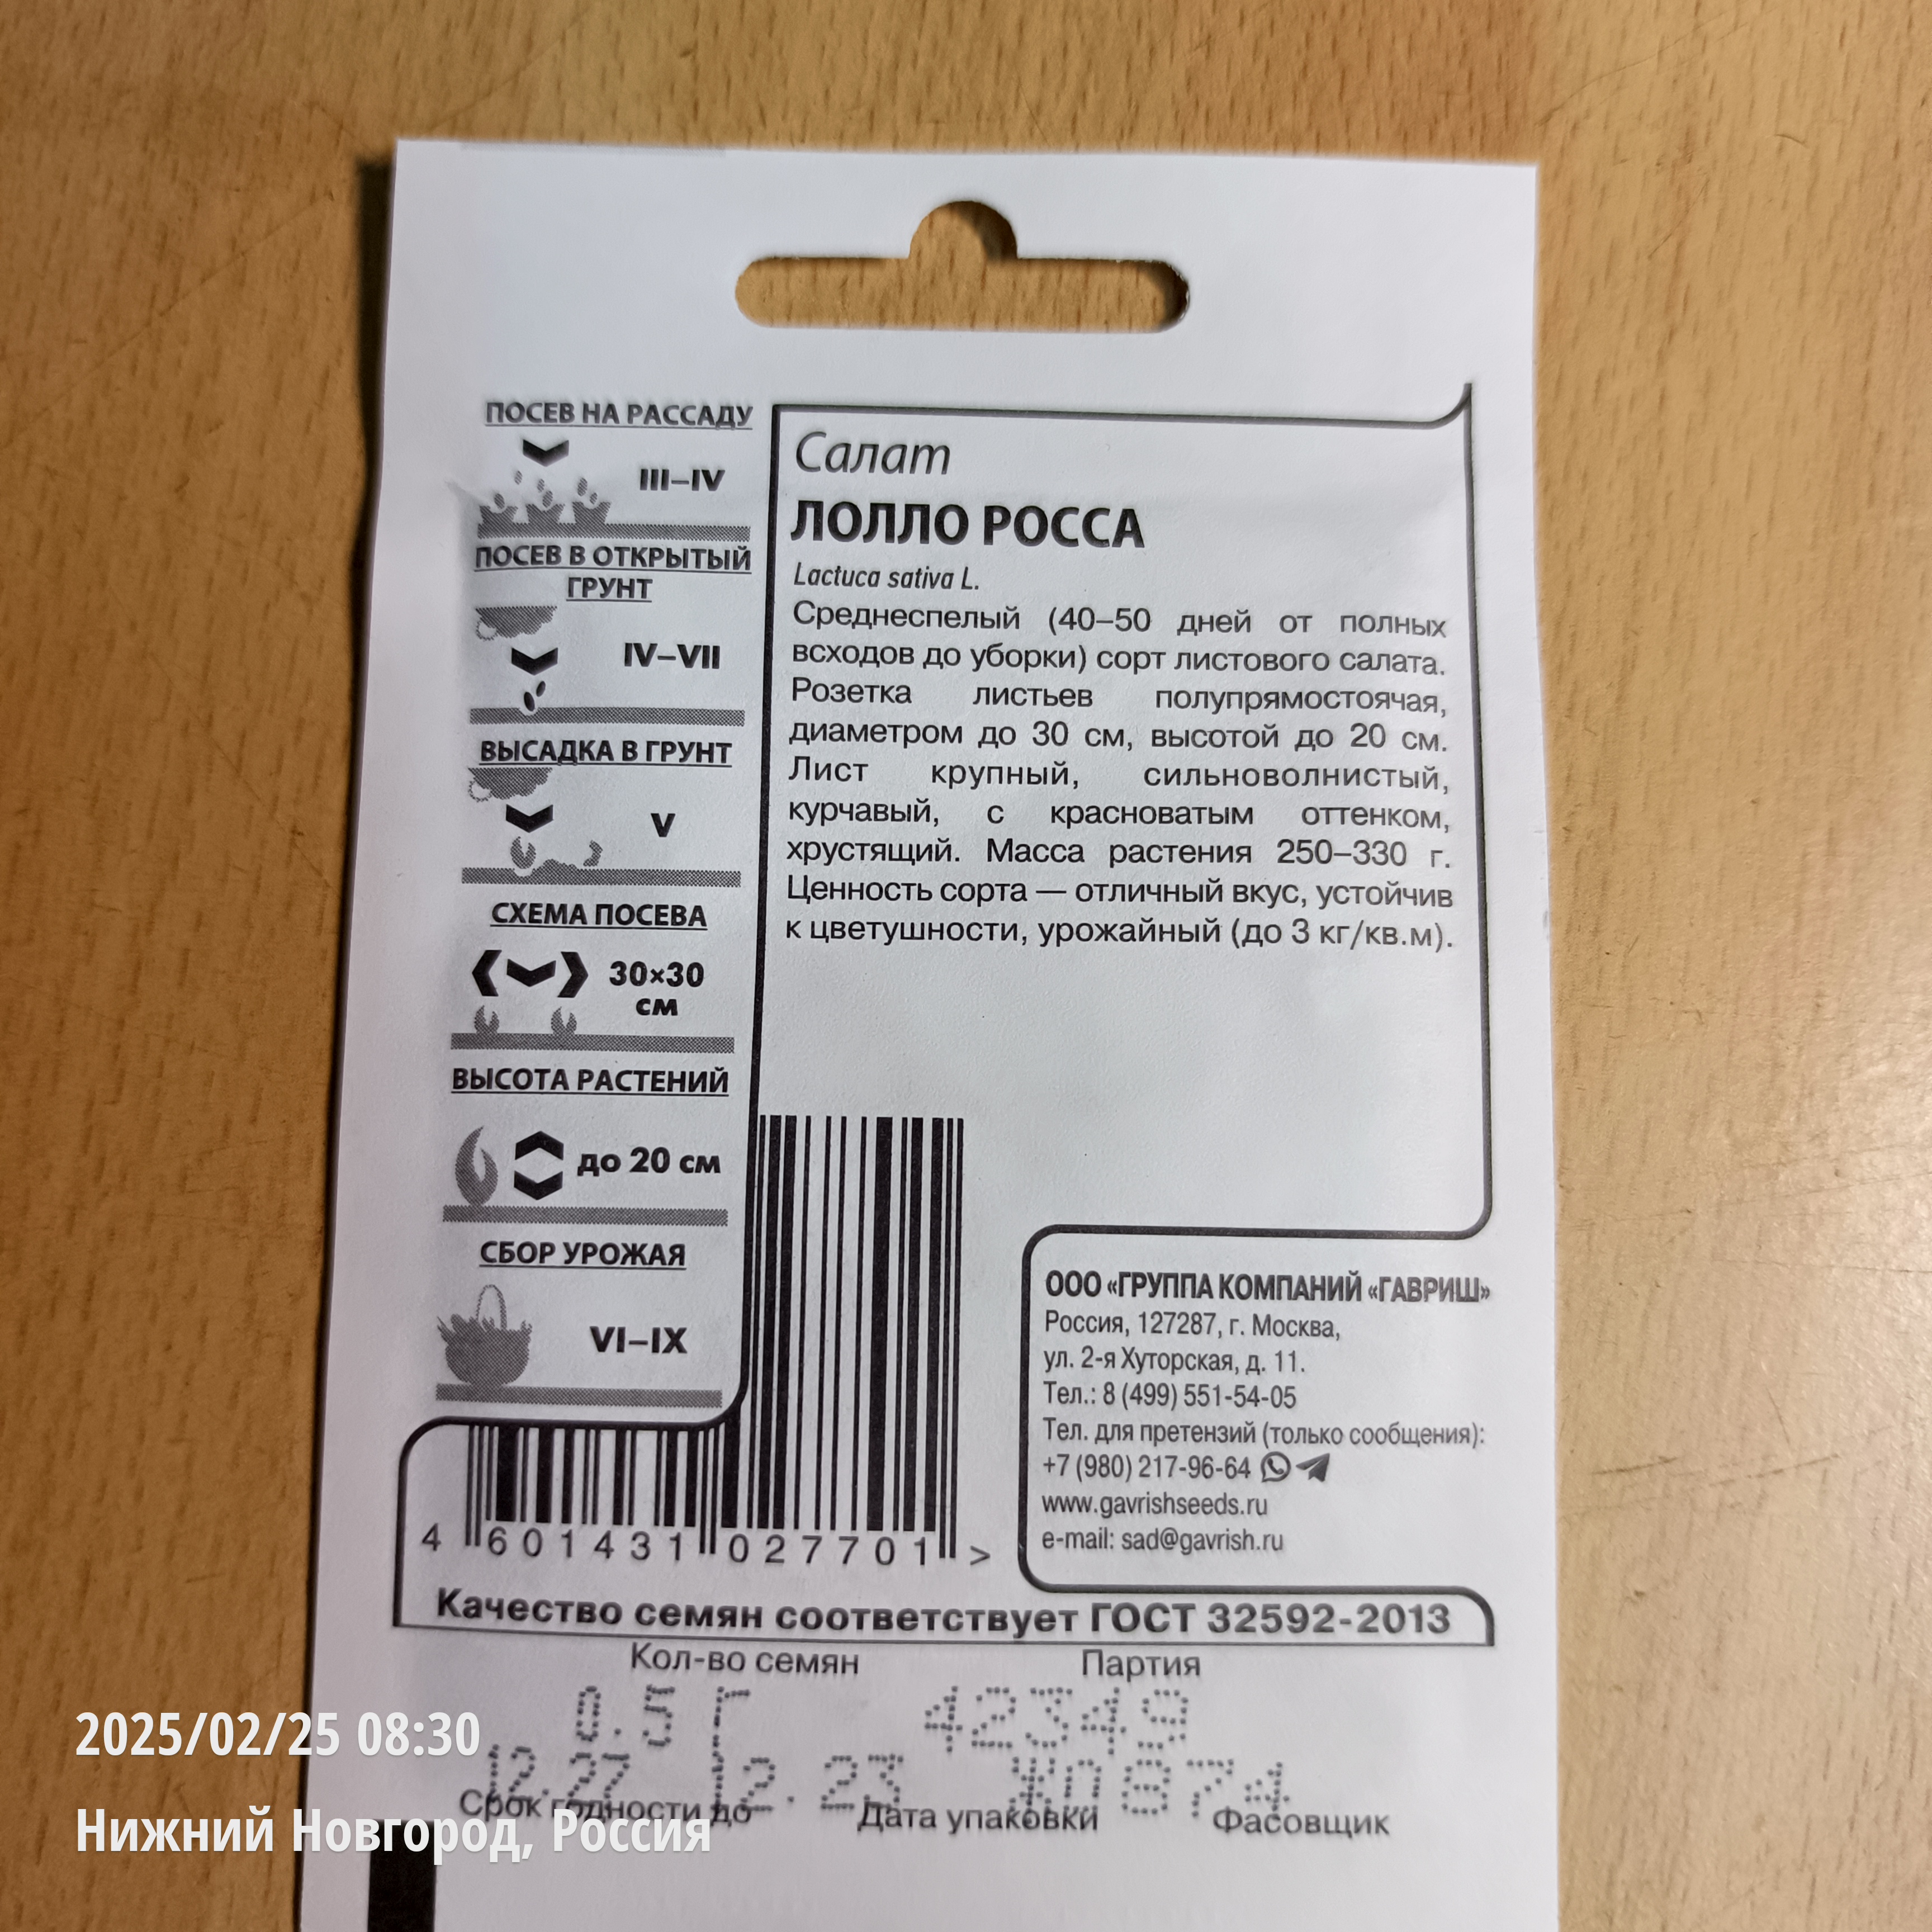 ПОСЕВ НА РАССАДУ
III–IV
ПОСЕВ В ОТКРЫТЫЙ
ГРУНТ
IV–VII
ВЫСАДКА В ГРУНТ
V
СХЕМА ПОСЕВА
30×30
см
ВЫСОТА РАСТЕНИЙ
до 20 см
СБОР УРОЖАЯ
VI–IX
Салат
ЛОЛЛО РОССА
Lactuca sativa L.
Среднеспелый (40–50 дней от полных
всходов до уборки) сорт листового салата.
Розетка листьев полупрямостоячая,
диаметром до 30 см, высотой до 20 см.
Лист крупный, сильноволнистый,
курчавый, с красноватым оттенком,
хрустящий. Масса растения 250–330 г.
Ценность сорта — отличный вкус, устойчив
к цветушности, урожайный (до 3 кг/кв.м).
ООО «ГРУППА КОМПАНИЙ «ГАВРИШ»
Россия, 127287, г. Москва,
ул. 2-я Хуторская, д. 11.
Тел.: 8 (499) 551-54-05
Тел. для претензий (только сообщения):
+7 (980) 217-96-64
www.gavrishseeds.ru
e-mail: sad@gavrish.ru
4 601431 027701 >
Качество семян соответствует ГОСТ 32592-2013
Кол-во семян Партия
0.5 Г 42349
12.27 12.23
Срок годности до Дата упаковки Фасовщик
2025/02/25 08:30
Нижний Новгород, Россия